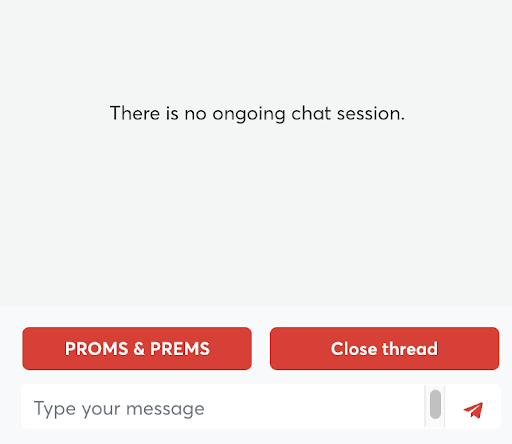 There is no ongoing chat session.
PROMS & PREMS
Close thread
Type your message